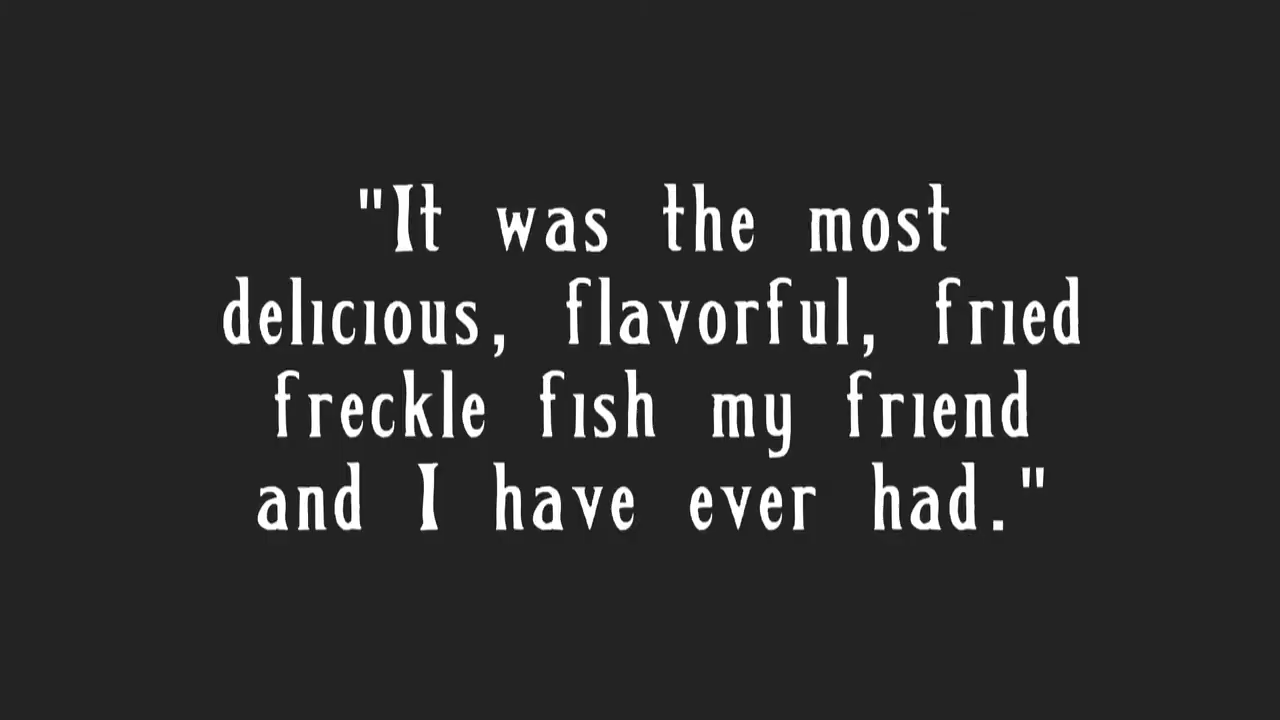 "It was the most
delicious, flavorful, fried
freckle fish my friend
and I have ever had."